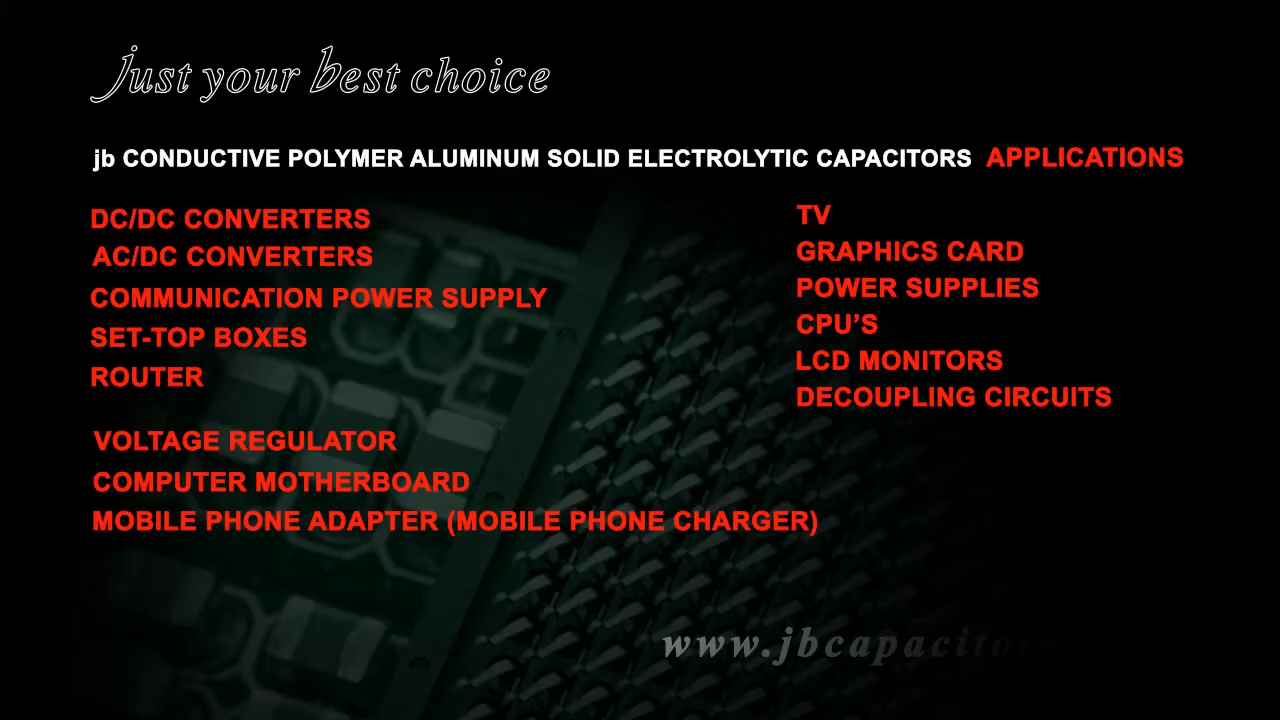 just your best choice
jb CONDUCTIVE POLYMER ALUMINUM SOLID ELECTROLYTIC CAPACITORS APPLICATIONS
DC/DC CONVERTERS
AC/DC CONVERTERS
COMMUNICATION POWER SUPPLY
SET-TOP BOXES
ROUTER
VOLTAGE REGULATOR
COMPUTER MOTHERBOARD
MOBILE PHONE ADAPTER (MOBILE PHONE CHARGER)
TV
GRAPHICS CARD
POWER SUPPLIES
CPU’S
LCD MONITORS
DECOUPLING CIRCUITS
www.jbcapacitor